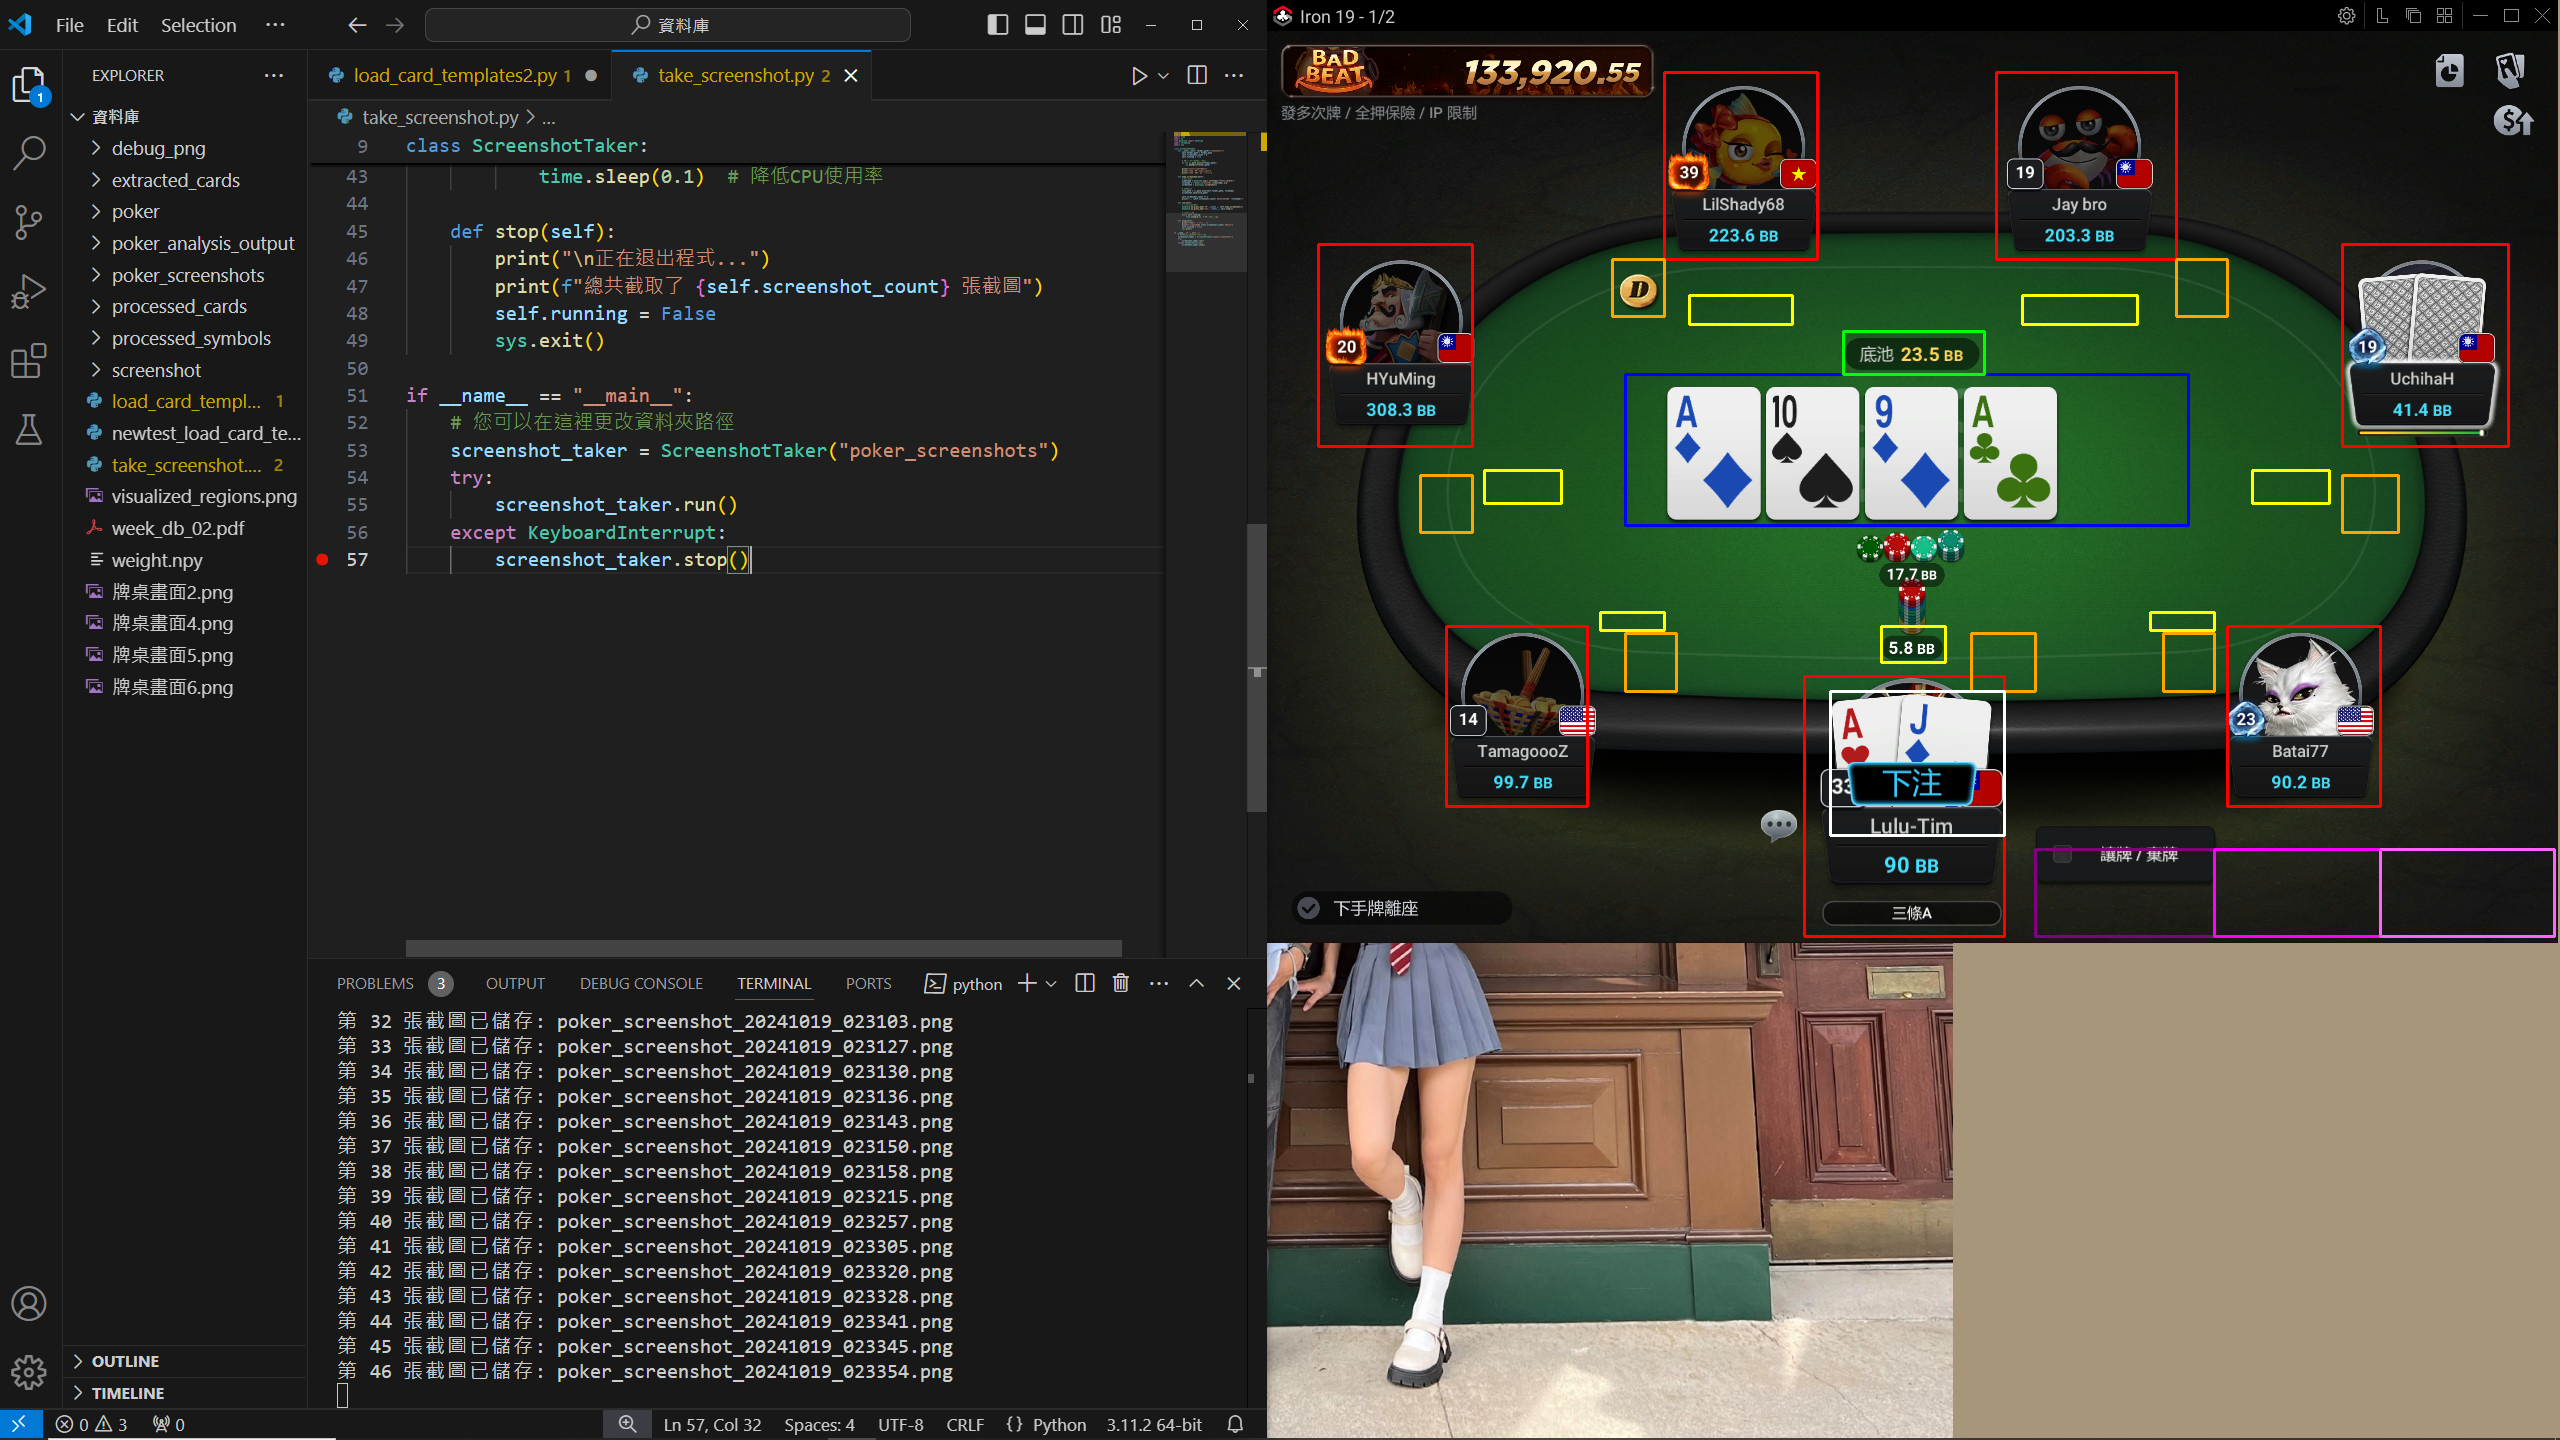 File Edit Selection ···
資料庫
EXPLORER ···
資料庫
debug_png
extracted_cards
poker
poker_analysis_output
poker_screenshots
processed_cards
processed_symbols
screenshot
load_card_templ... 1
newtest_load_card_te...
take_screenshot.... 2
visualized_regions.png
week_db_02.pdf
weight.npy
牌桌畫面2.png
牌桌畫面4.png
牌桌畫面5.png
牌桌畫面6.png
OUTLINE
TIMELINE
1
load_card_templates2.py 1
take_screenshot.py 2
take_screenshot.py > ...
9 class ScreenshotTaker:
43 time.sleep(0.1) # 降低CPU使用率
44
45 def stop(self):
46 print("\n正在退出程式...")
47 print(f"總共截取了 {self.screenshot_count} 張截圖")
48 self.running = False
49 sys.exit()
50
51 if __name__ == "__main__":
52 # 您可以在這裡更改資料夾路徑
53 screenshot_taker = ScreenshotTaker("poker_screenshots")
54 try:
55 screenshot_taker.run()
56 except KeyboardInterrupt:
57 screenshot_taker.stop()
PROBLEMS 3 OUTPUT DEBUG CONSOLE TERMINAL PORTS python
第 32 張截圖已儲存: poker_screenshot_20241019_023103.png
第 33 張截圖已儲存: poker_screenshot_20241019_023127.png
第 34 張截圖已儲存: poker_screenshot_20241019_023130.png
第 35 張截圖已儲存: poker_screenshot_20241019_023136.png
第 36 張截圖已儲存: poker_screenshot_20241019_023143.png
第 37 張截圖已儲存: poker_screenshot_20241019_023150.png
第 38 張截圖已儲存: poker_screenshot_20241019_023158.png
第 39 張截圖已儲存: poker_screenshot_20241019_023215.png
第 40 張截圖已儲存: poker_screenshot_20241019_023257.png
第 41 張截圖已儲存: poker_screenshot_20241019_023305.png
第 42 張截圖已儲存: poker_screenshot_20241019_023320.png
第 43 張截圖已儲存: poker_screenshot_20241019_023328.png
第 44 張截圖已儲存: poker_screenshot_20241019_023341.png
第 45 張截圖已儲存: poker_screenshot_20241019_023345.png
第 46 張截圖已儲存: poker_screenshot_20241019_023354.png
0 3 0
Ln 57, Col 32 Spaces: 4 UTF-8 CRLF {} Python 3.11.2 64-bit
Iron 19 - 1/2
BAD BEAT 133,920.55
發多次牌 / 全押保險 / IP 限制
39
LilShady68
223.6 BB
19
Jay bro
203.3 BB
20
HYuMing
308.3 BB
D
底池 23.5 BB
19
UchihaH
41.4 BB
A 10 9 A
17.7 BB
5.8 BB
14
TamagoooZ
99.7 BB
A J
33
下注
Lulu-Tim
90 BB
三條A
23
Batai77
90.2 BB
讓牌 / 棄牌
下手牌離座